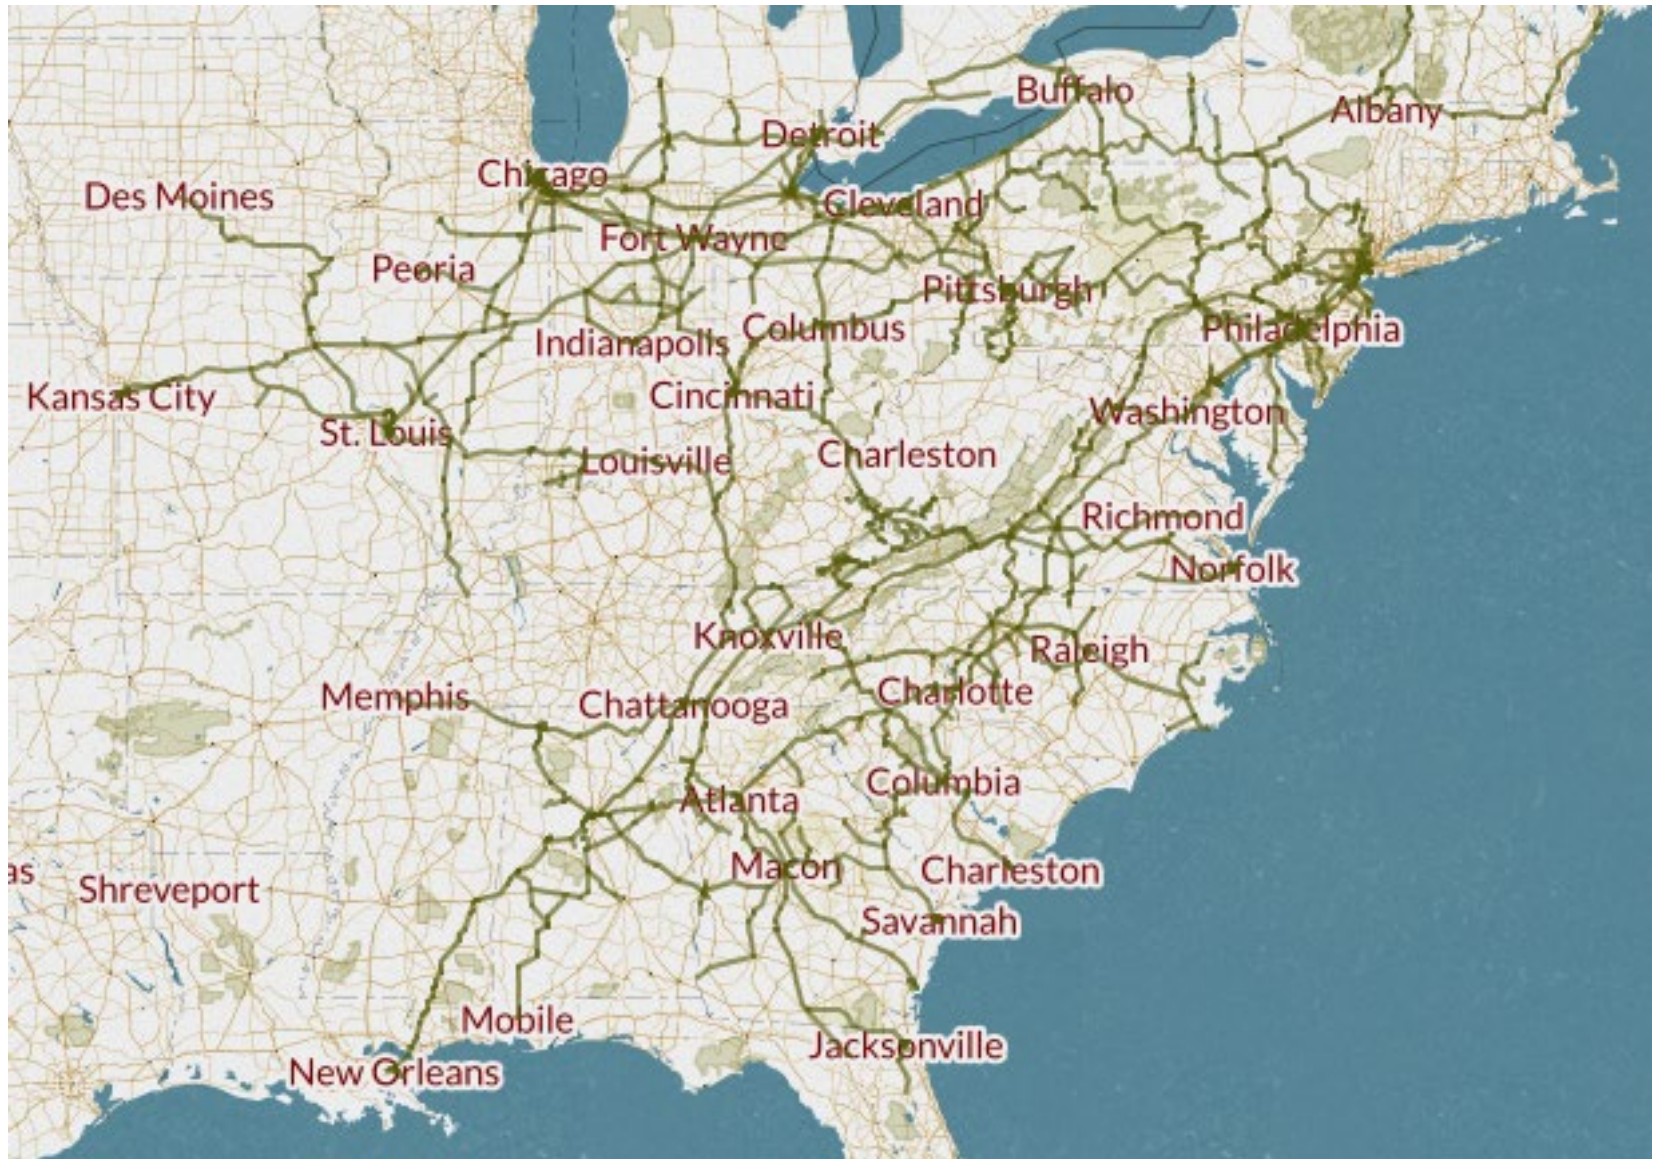 Buffalo
Albany
Detroit
Chicago
Des Moines
Cleveland
Fort Wayne
Peoria
Pittsburgh
Columbus
Philadelphia
Indianapolis
Kansas City
Cincinnati
Washington
St. Louis
Charleston
Louisville
Richmond
Norfolk
Knoxville
Raleigh
Memphis
Charlotte
Chattanooga
Columbia
Atlanta
Macon
Charleston
as
Shreveport
Savannah
Mobile
Jacksonville
New Orleans